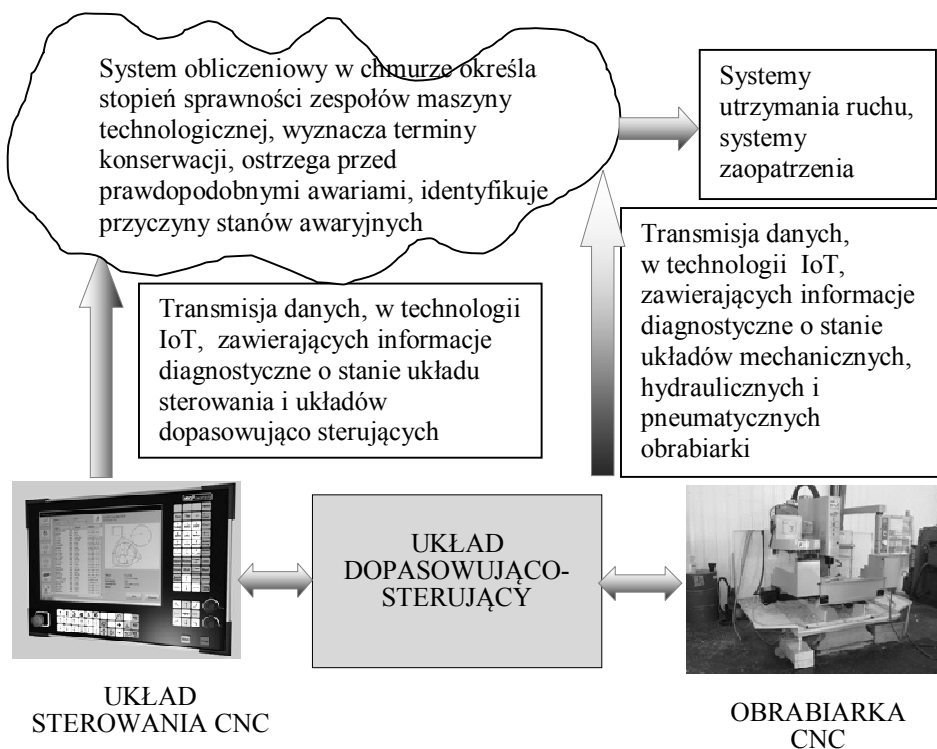 System obliczeniowy w chmurze określa
stopień sprawności zespołów maszyny
technologicznej, wyznacza terminy
konserwacji, ostrzega przed
prawdopodobnymi awariami, identyfikuje
przyczyny stanów awaryjnych
Systemy
utrzymania ruchu,
systemy
zaopatrzenia
Transmisja danych, w technologii
IoT, zawierających informacje
diagnostyczne o stanie układu
sterowania i układów
dopasowująco sterujących
Transmisja danych,
w technologii IoT,
zawierających informacje
diagnostyczne o stanie
układów mechanicznych,
hydraulicznych i
pneumatycznych
obrabiarki
UKŁAD
DOPASOWUJĄCO-
STERUJĄCY
UKŁAD
STEROWANIA CNC
OBRABIARKA
CNC